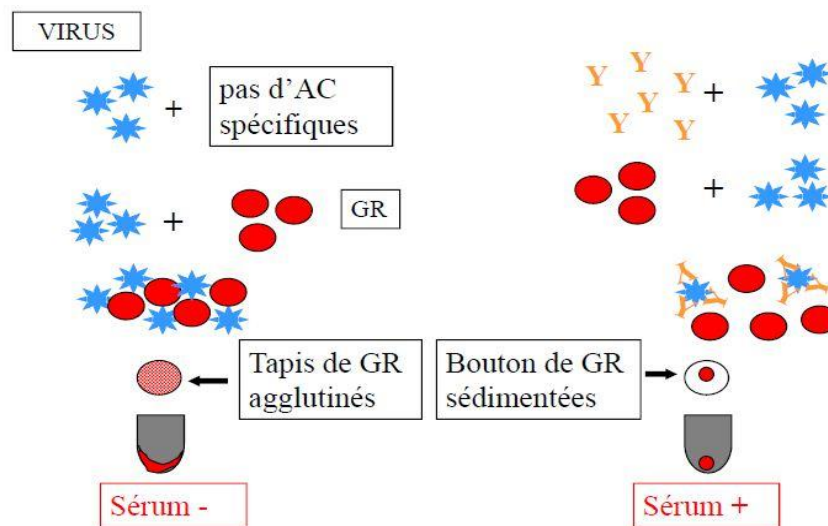 VIRUS
+
pas d'AC
spécifiques
Y Y Y Y Y Y
+
+
GR
+
Y Y Y Y Y Y
Tapis de GR
agglutinés
Bouton de GR
sédimentées
Sérum -
Sérum +